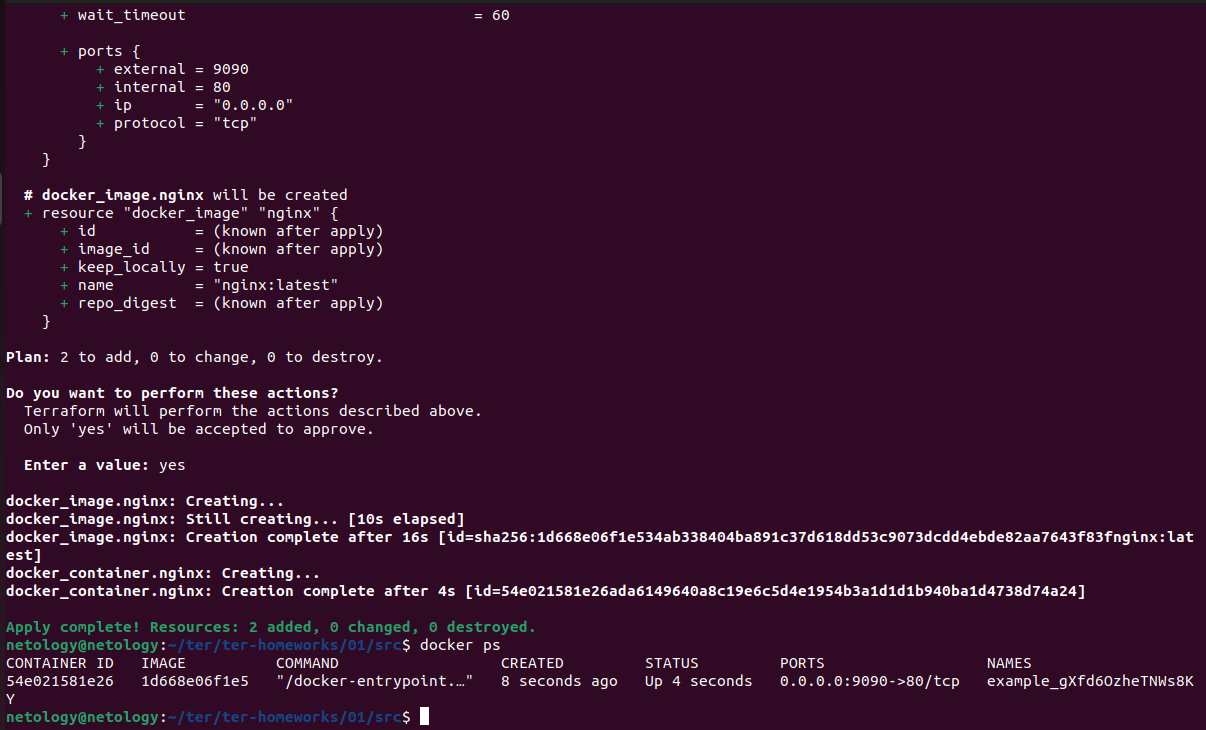 + wait_timeout                                = 60
+ ports {
+ external = 9090
+ internal = 80
+ ip       = "0.0.0.0"
+ protocol = "tcp"
}
}
# docker_image.nginx will be created
+ resource "docker_image" "nginx" {
+ id           = (known after apply)
+ image_id     = (known after apply)
+ keep_locally = true
+ name         = "nginx:latest"
+ repo_digest  = (known after apply)
}
Plan: 2 to add, 0 to change, 0 to destroy.
Do you want to perform these actions?
Terraform will perform the actions described above.
Only 'yes' will be accepted to approve.
Enter a value: yes
docker_image.nginx: Creating...
docker_image.nginx: Still creating... [10s elapsed]
docker_image.nginx: Creation complete after 16s [id=sha256:1d668e06f1e534ab338404ba891c37d618dd53c9073dcdd4ebde82aa7643f83fnginx:lat
est]
docker_container.nginx: Creating...
docker_container.nginx: Creation complete after 4s [id=54e021581e26ada6149640a8c19e6c5d4e1954b3a1d1d1b940ba1d4738d74a24]
Apply complete! Resources: 2 added, 0 changed, 0 destroyed.
netology@netology:~/ter/ter-homeworks/01/src$ docker ps
CONTAINER ID   IMAGE          COMMAND                  CREATED         STATUS         PORTS                  NAMES
54e021581e26   1d668e06f1e5   "/docker-entrypoint.…"   8 seconds ago   Up 4 seconds   0.0.0.0:9090->80/tcp   example_gXfd6OzheTNWs8K
Y
netology@netology:~/ter/ter-homeworks/01/src$